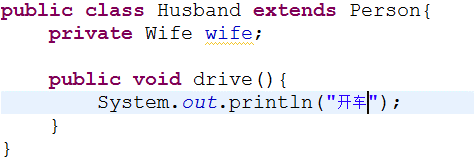 public class Husband extends Person{
    private Wife wife;

    public void drive(){
        System.out.println("开车");
    }
}